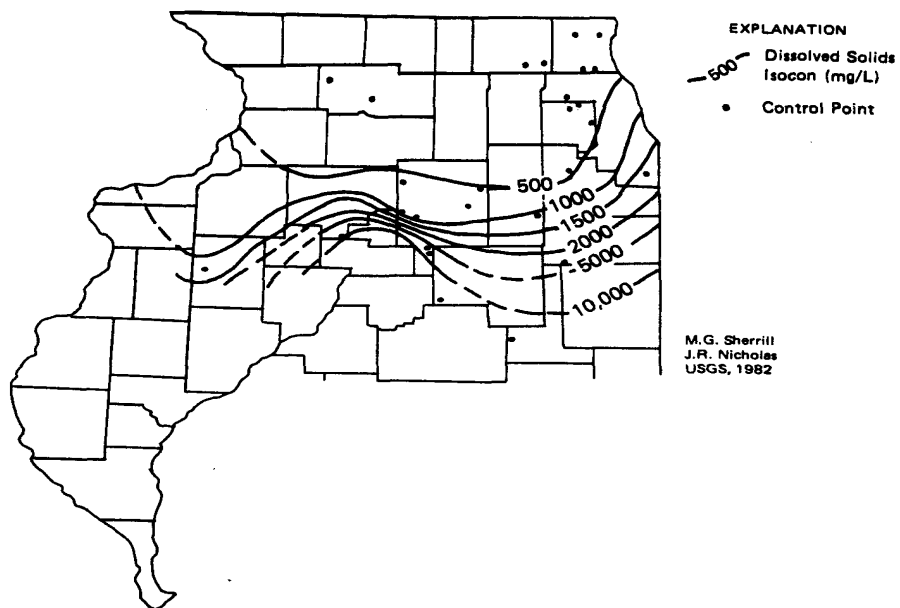 EXPLANATION
500
Dissolved Solids
Isocon (mg/L)
Control Point
500
1000
1500
2000
5000
10,000
M.G. Sherrill
J.R. Nicholas
USGS, 1982